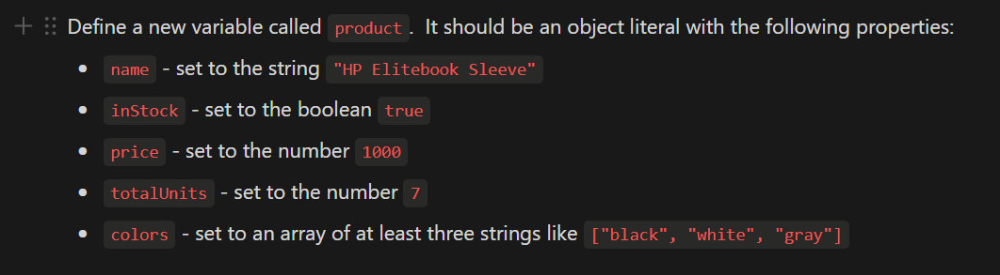 Define a new variable called product. It should be an object literal with the following properties:
name - set to the string "HP Elitebook Sleeve"
inStock - set to the boolean true
price - set to the number 1000
totalUnits - set to the number 7
colors - set to an array of at least three strings like ["black", "white", "gray"]